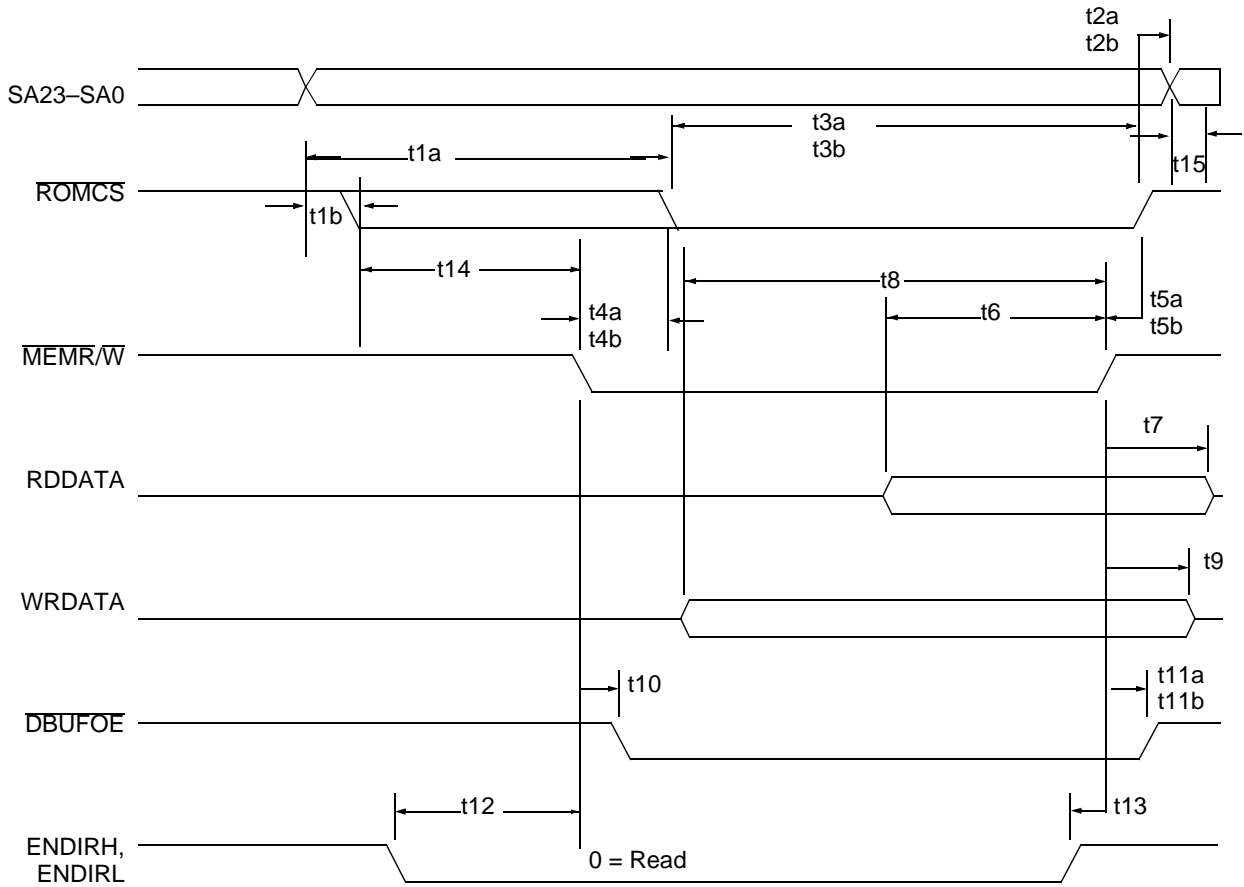 t2a
t2b
SA23–SA0
t3a
t3b
t1a
t15
ROMCS
t1b
t14
t8
t4a
t4b
t6
t5a
t5b
MEMR/W
t7
RDDATA
t9
WRDATA
t10
t11a
t11b
DBUFOE
t12
t13
ENDIRH,
ENDIRL
0 = Read